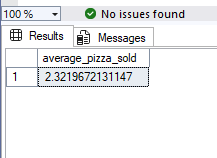 100 % No issues found
Results Messages
average_pizza_sold
1 2.3219672131147